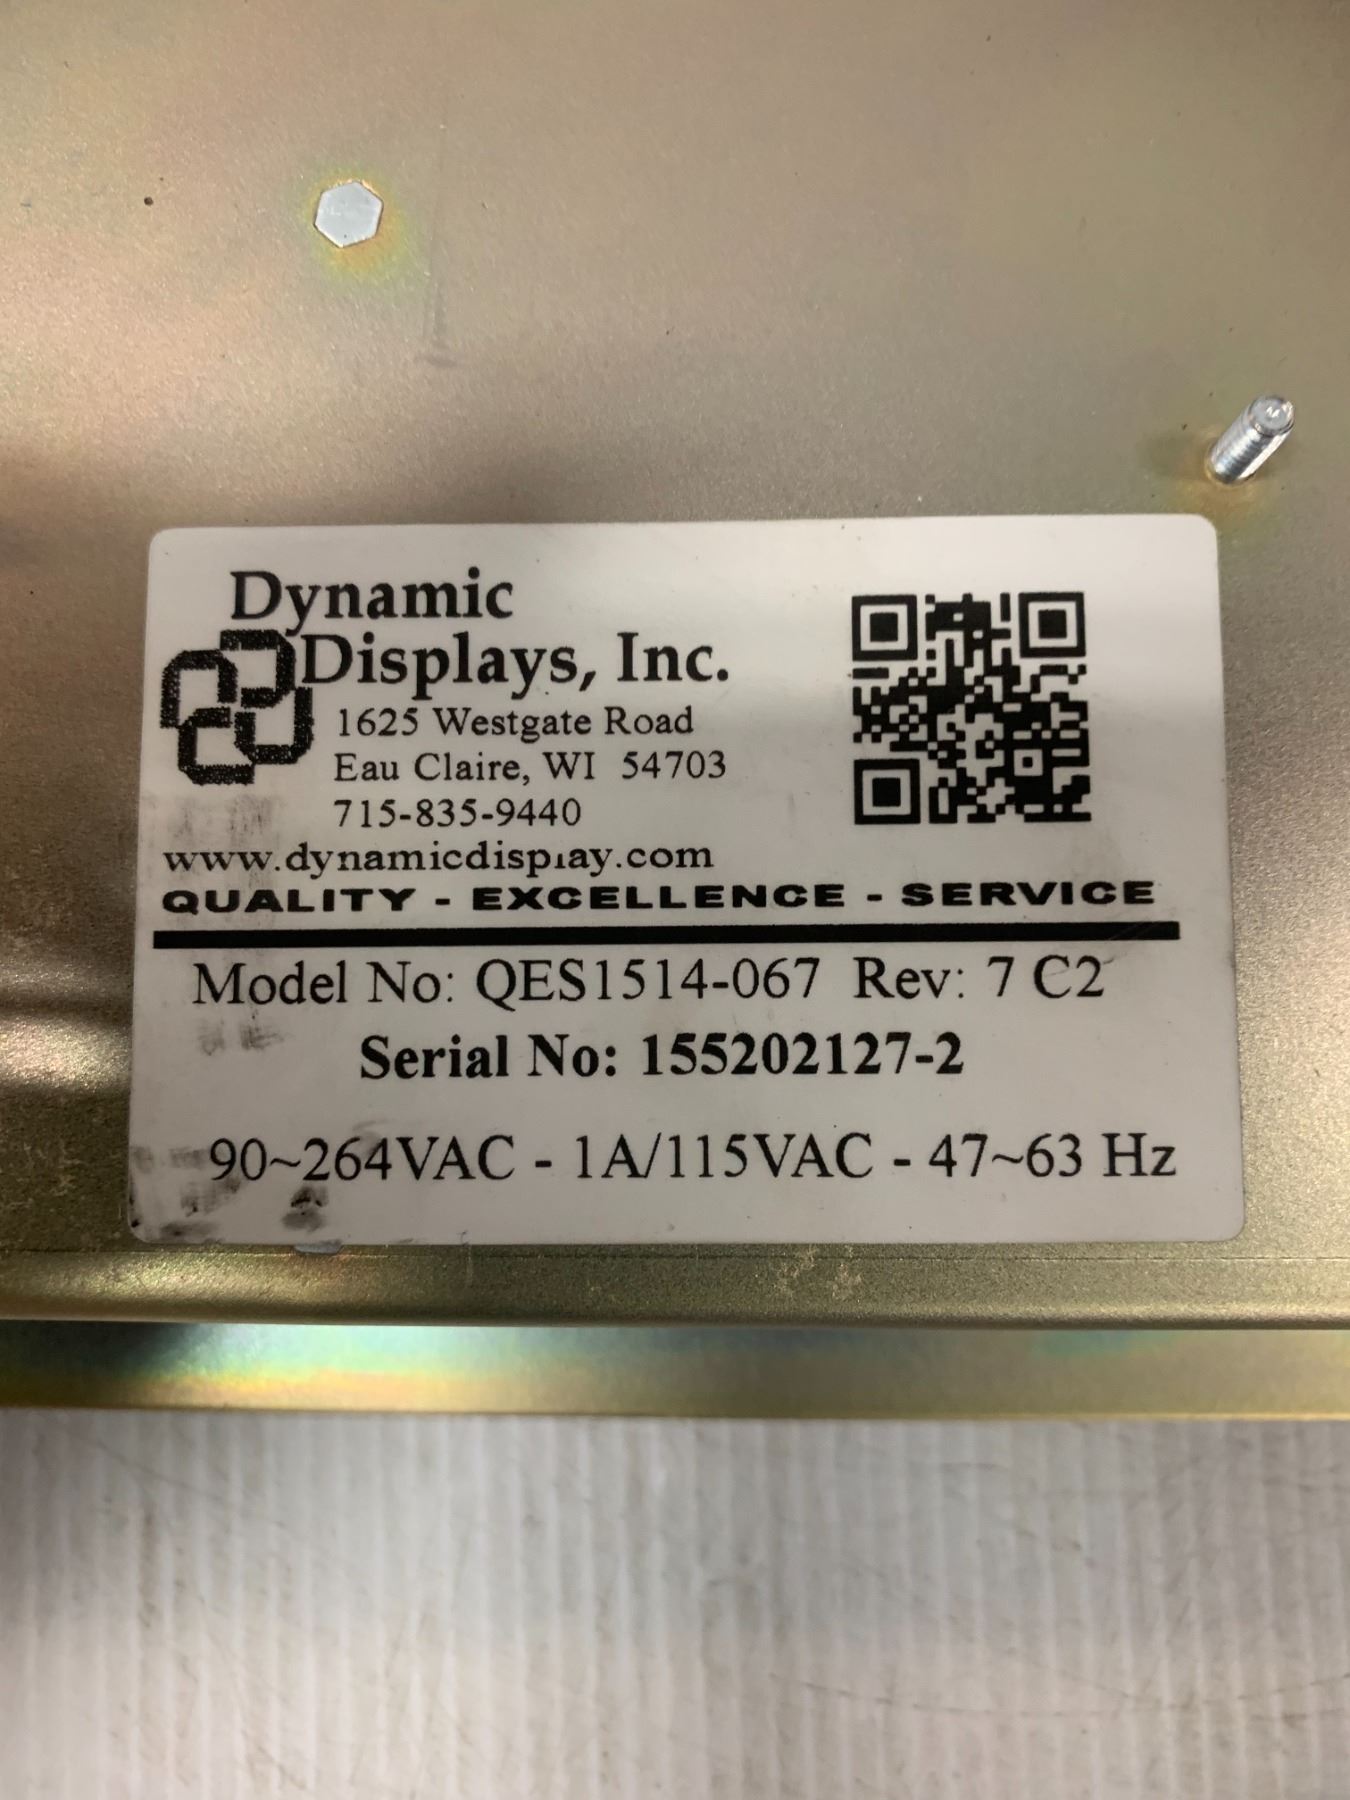 Dynamic
Displays, Inc.
1625 Westgate Road
Eau Claire, WI 54703
715-835-9440
www.dynamicdisplay.com
QUALITY - EXCELLENCE - SERVICE
Model No: QES1514-067 Rev: 7 C2
Serial No: 155202127-2
90~264VAC - 1A/115VAC - 47~63 Hz